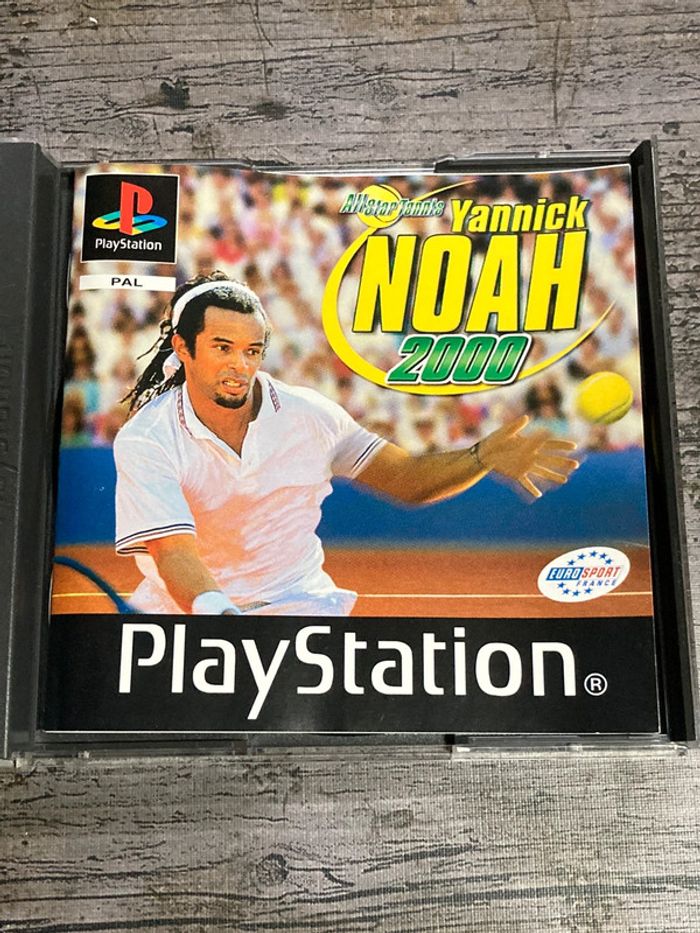 PlayStation
PAL
All Star Tennis
Yannick
NOAH
2000
EUROSPORT
FRANCE
PlayStation®